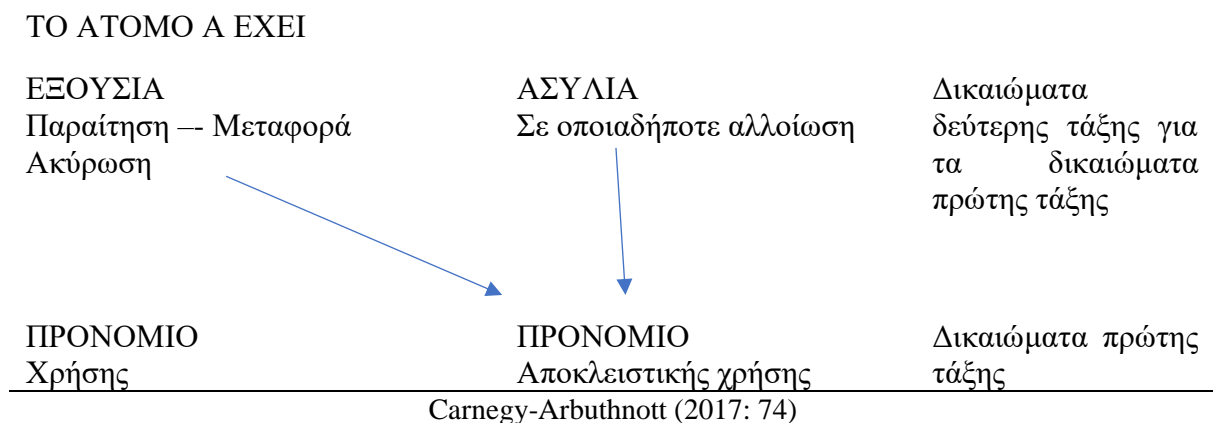 ΤΟ ΑΤΟΜΟ Α ΕΧΕΙ
ΕΞΟΥΣΙΑ
Παραίτηση –- Μεταφορά
Ακύρωση
ΑΣΥΛΙΑ
Σε οποιαδήποτε αλλοίωση
Δικαιώματα
δεύτερης τάξης για
τα δικαιώματα
πρώτης τάξης
ΠΡΟΝΟΜΙΟ
Χρήσης
ΠΡΟΝΟΜΙΟ
Αποκλειστικής χρήσης
Δικαιώματα πρώτης
τάξης
Carnegy-Arbuthnott (2017: 74)